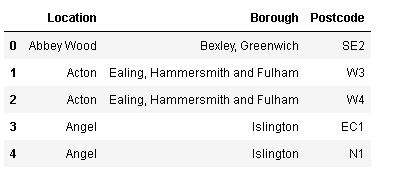 Location Borough Postcode
0 Abbey Wood Bexley, Greenwich SE2
1 Acton Ealing, Hammersmith and Fulham W3
2 Acton Ealing, Hammersmith and Fulham W4
3 Angel Islington EC1
4 Angel Islington N1